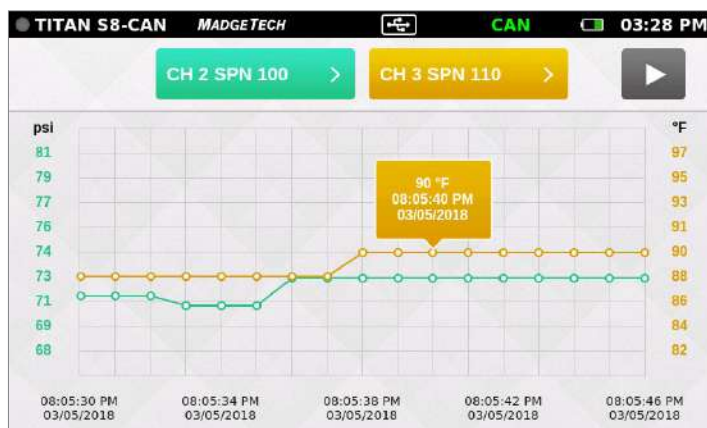 TITAN S8-CAN MADGETECH CAN 03:28 PM
CH 2 SPN 100 > CH 3 SPN 110 >
psi °F
81 97
79 95
90 °F
77 93
08:05:40 PM
03/05/2018
76 91
74 90
73 88
71 86
69 84
68 82
08:05:30 PM 08:05:34 PM 08:05:38 PM 08:05:42 PM 08:05:46 PM
03/05/2018 03/05/2018 03/05/2018 03/05/2018 03/05/2018